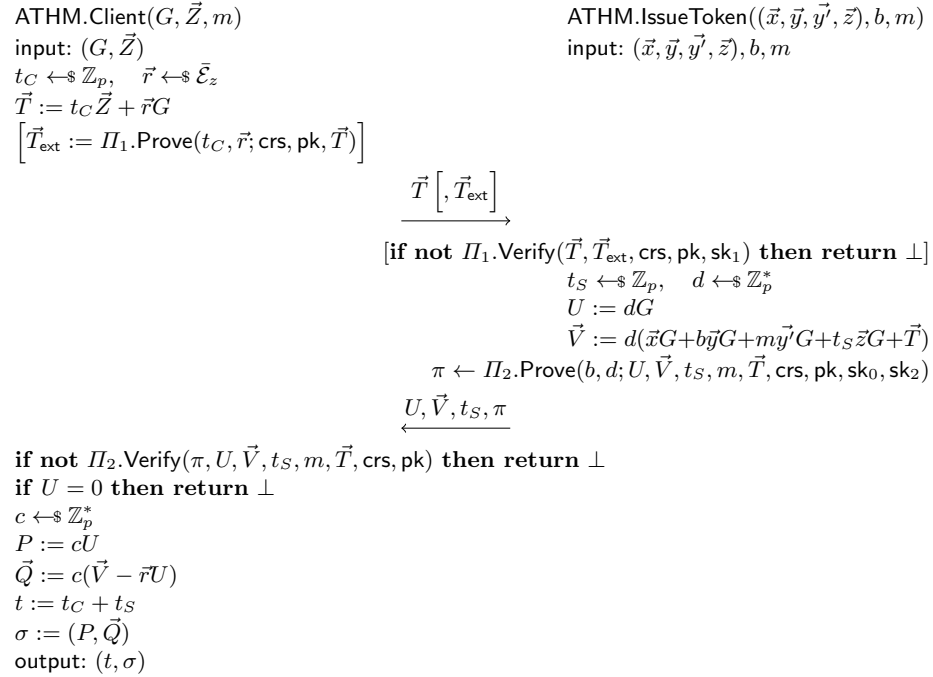 ATHM.Client(G, Z⃗, m)
ATHM.IssueToken((x⃗, y⃗, y⃗', z⃗), b, m)
input: (G, Z⃗)
input: (x⃗, y⃗, y⃗', z⃗), b, m
t_C ←$ ℤ_p, r⃗ ←$ ℰ̄_z
T⃗ := t_C Z⃗ + r⃗G
[T⃗_ext := Π_1.Prove(t_C, r⃗; crs, pk, T⃗)]
T⃗ [, T⃗_ext]
[if not Π_1.Verify(T⃗, T⃗_ext, crs, pk, sk_1) then return ⊥]
t_S ←$ ℤ_p, d ←$ ℤ_p^*
U := dG
V⃗ := d(x⃗G+by⃗G+my⃗'G+t_S z⃗G+T⃗)
π ← Π_2.Prove(b, d; U, V⃗, t_S, m, T⃗, crs, pk, sk_0, sk_2)
U, V⃗, t_S, π
if not Π_2.Verify(π, U, V⃗, t_S, m, T⃗, crs, pk) then return ⊥
if U = 0 then return ⊥
c ←$ ℤ_p^*
P := cU
Q⃗ := c(V⃗ − r⃗U)
t := t_C + t_S
σ := (P, Q⃗)
output: (t, σ)